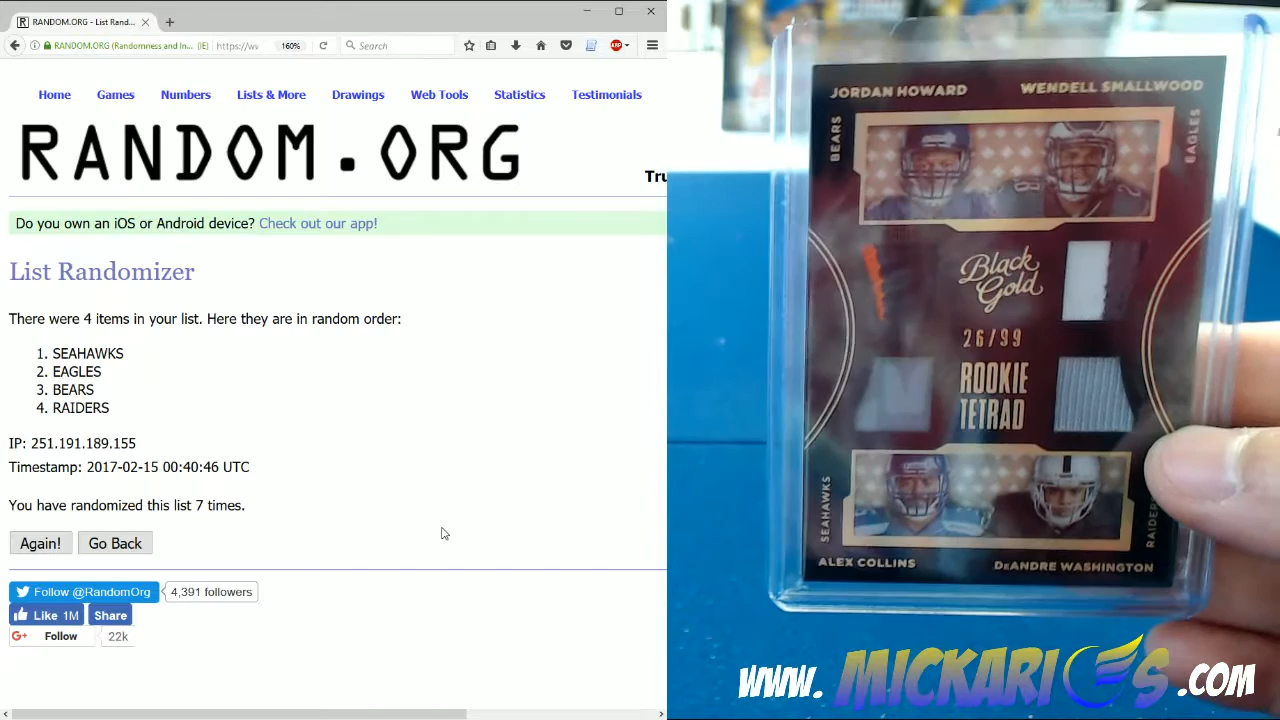 RANDOM.ORG - List Rand...
RANDOM.ORG (Randomness and In... (IE) https://wv 160% Search ABP
Home Games Numbers Lists & More Drawings Web Tools Statistics Testimonials
RANDOM.ORG
Tru
Do you own an iOS or Android device? Check out our app!
List Randomizer
There were 4 items in your list. Here they are in random order:
1. SEAHAWKS
2. EAGLES
3. BEARS
4. RAIDERS
IP: 251.191.189.155
Timestamp: 2017-02-15 00:40:46 UTC
You have randomized this list 7 times.
Again! Go Back
Follow @RandomOrg 4,391 followers
Like 1M Share
G+ Follow 22k
JORDAN HOWARD WENDELL SMALLWOOD
BEARS EAGLES
Black
Gold
26/99
ROOKIE
TETRAD
SEAHAWKS RAIDER
ALEX COLLINS DEANDRE WASHINGTON
WWW. MICKARIOS .COM